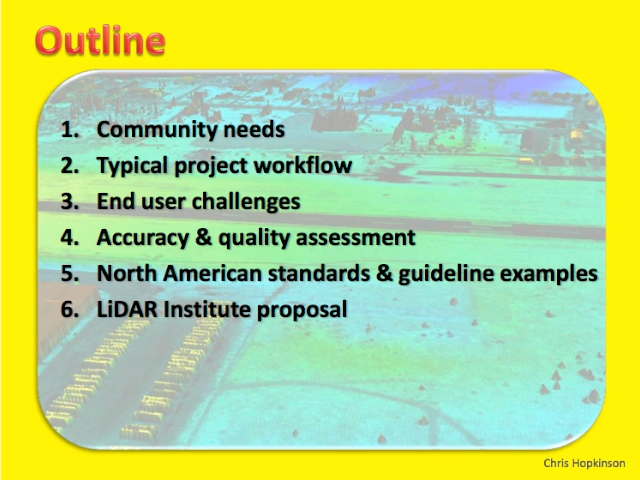 Outline
1. Community needs
2. Typical project workflow
3. End user challenges
4. Accuracy & quality assessment
5. North American standards & guideline examples
6. LiDAR Institute proposal
Chris Hopkinson